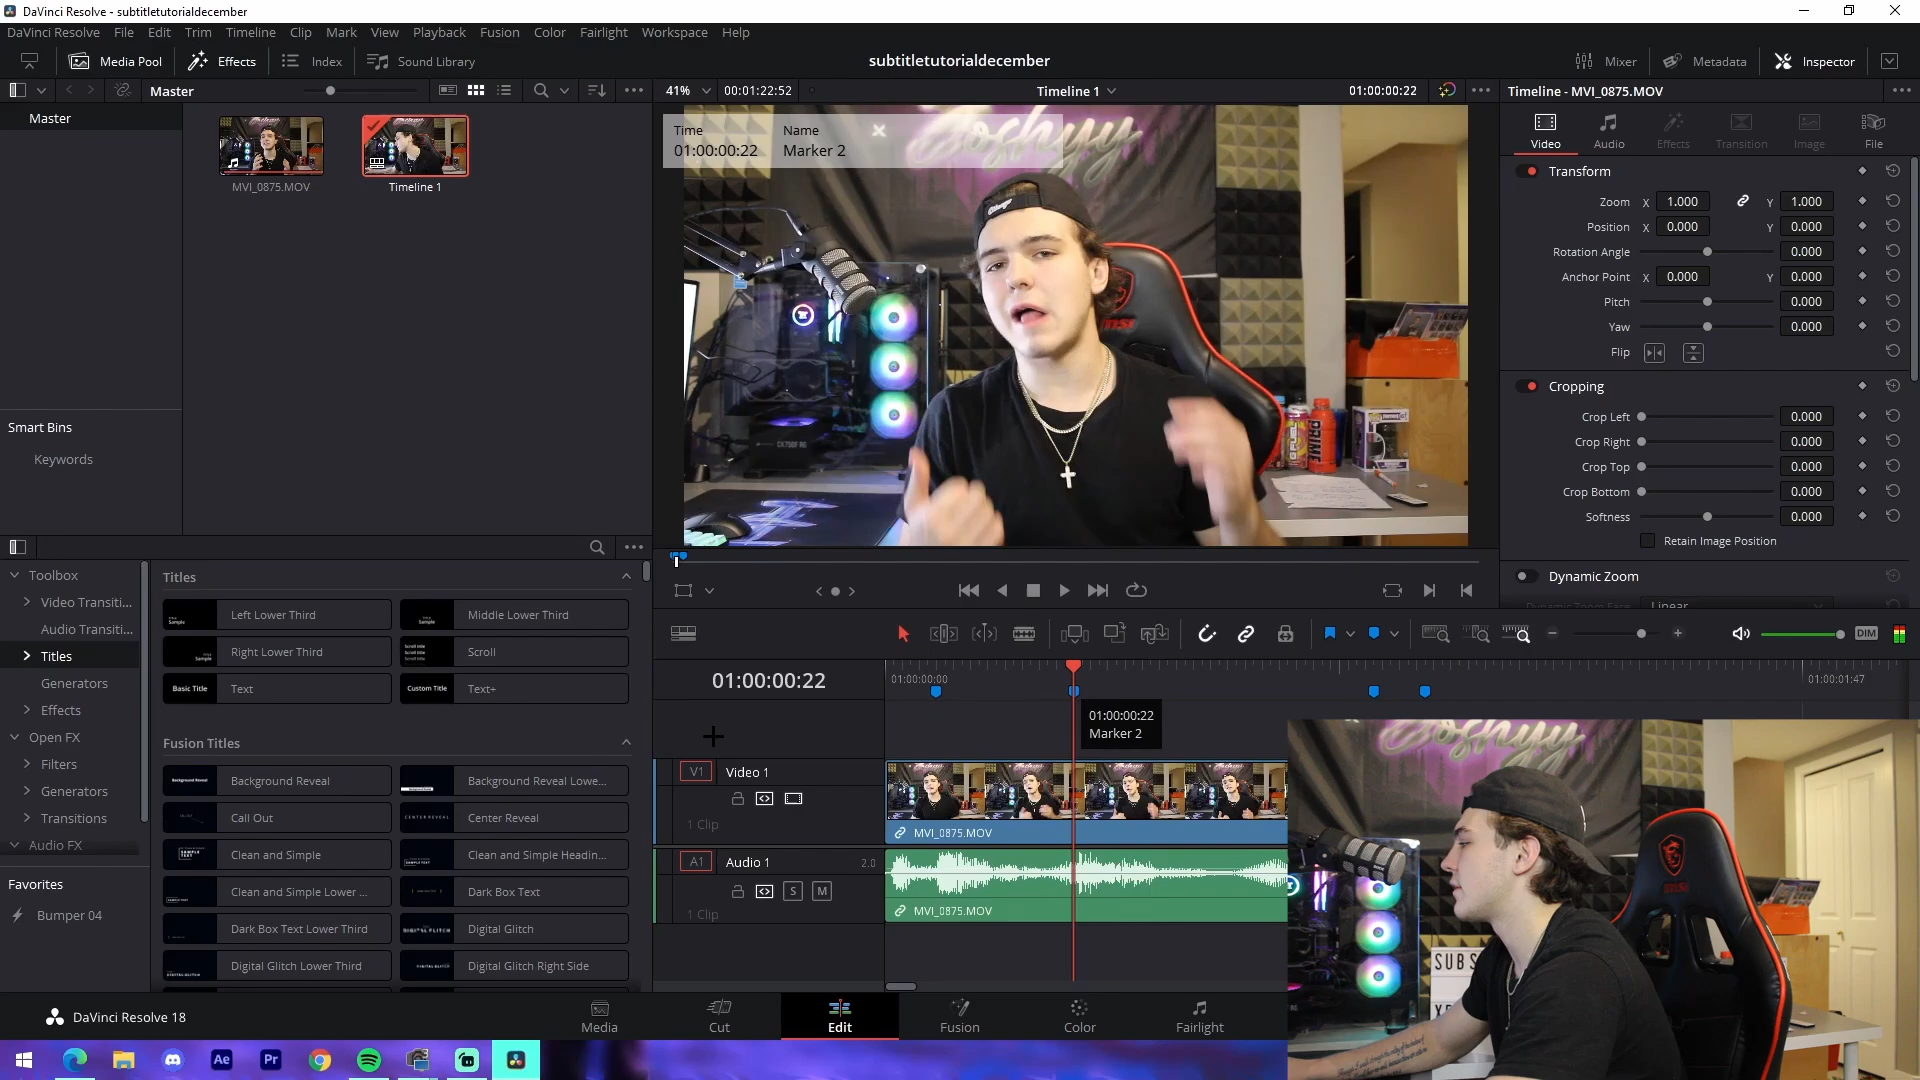 DaVinci Resolve - subtitletutorialdecember
DaVinci Resolve File Edit Trim Timeline Clip Mark View Playback Fusion Color Fairlight Workspace Help
Media Pool Effects Index Sound Library subtitletutorialdecember Mixer Metadata Inspector
Master 41% 00:01:22:52 Timeline 1 01:00:00:22 Timeline - MVI_0875.MOV
Master
MVI_0875.MOV
Timeline 1
Smart Bins
Keywords
Time Name
01:00:00:22 Marker 2
Video Audio Effects Transition Image File
Transform
Zoom X 1.000 Y 1.000
Position X 0.000 Y 0.000
Rotation Angle 0.000
Anchor Point X 0.000 Y 0.000
Pitch 0.000
Yaw 0.000
Flip
Cropping
Crop Left 0.000
Crop Right 0.000
Crop Top 0.000
Crop Bottom 0.000
Softness 0.000
Retain Image Position
Dynamic Zoom
Dynamic Zoom Ease Linear
Toolbox
Video Transiti...
Audio Transiti...
Titles
Generators
Effects
Open FX
Filters
Generators
Transitions
Audio FX
Favorites
Bumper 04
Titles
Left Lower Third
Middle Lower Third
Right Lower Third
Scroll
Basic Title Text
Custom Title Text+
Fusion Titles
Background Reveal
Background Reveal Lowe...
Call Out
Center Reveal
Clean and Simple
Clean and Simple Headin...
Clean and Simple Lower ...
Dark Box Text
Dark Box Text Lower Third
Digital Glitch
Digital Glitch Lower Third
Digital Glitch Right Side
DIM
01:00:00:22
01:00:00:00
01:00:01:47
01:00:00:22
Marker 2
V1 Video 1
1 Clip
MVI_0875.MOV
A1 Audio 1 2.0
S M
1 Clip
MVI_0875.MOV
SUBS
DaVinci Resolve 18
Media Cut Edit Fusion Color Fairlight
Ae Pr